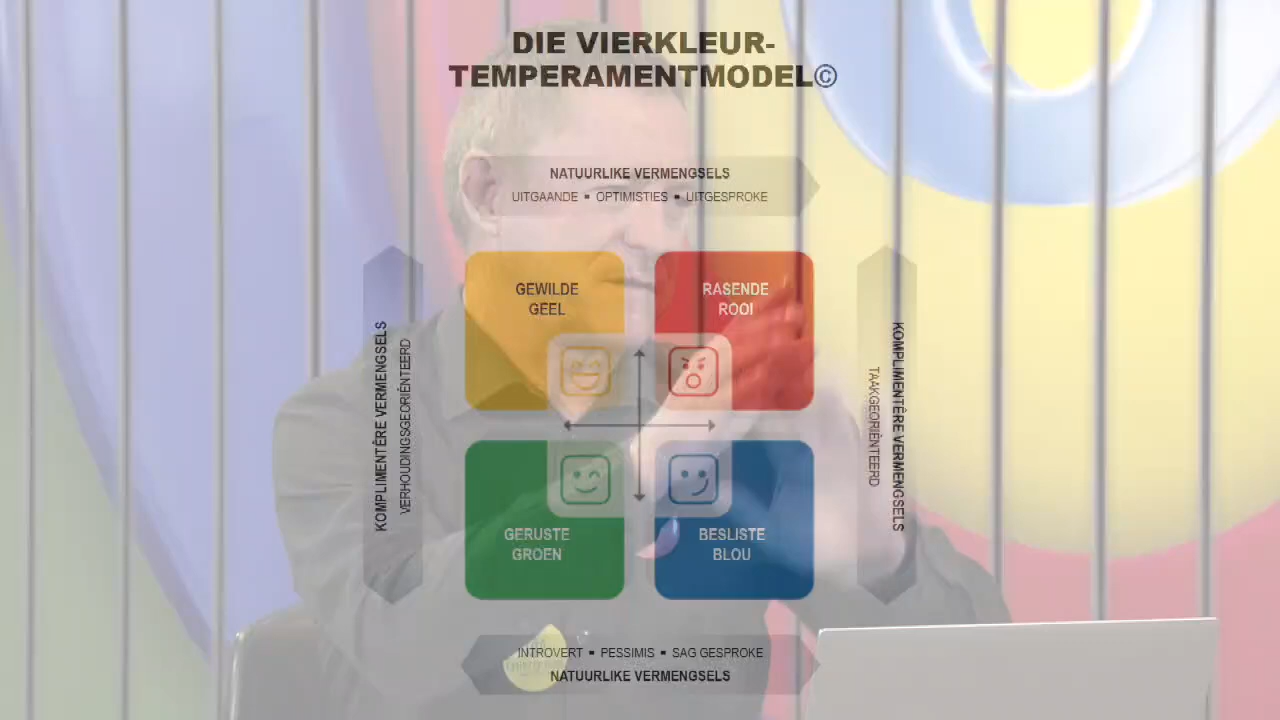 DIE VIERKLEUR-
TEMPERAMENTMODEL©
NATUURLIKE VERMENGSELS
UITGAANDE ▪ OPTIMISTIES ▪ UITGESPROKE
KOMPLIMENTÊRE VERMENGSELS
VERHOUDINGSGEORIËNTEERD
GEWILDE
GEEL
RASENDE
ROOI
GERUSTE
GROEN
BESLISTE
BLOU
TAAKGEORIËNTEERD
KOMPLIMENTÊRE VERMENGSELS
INTROVERT ▪ PESSIMIS ▪ SAG GESPROKE
NATUURLIKE VERMENGSELS